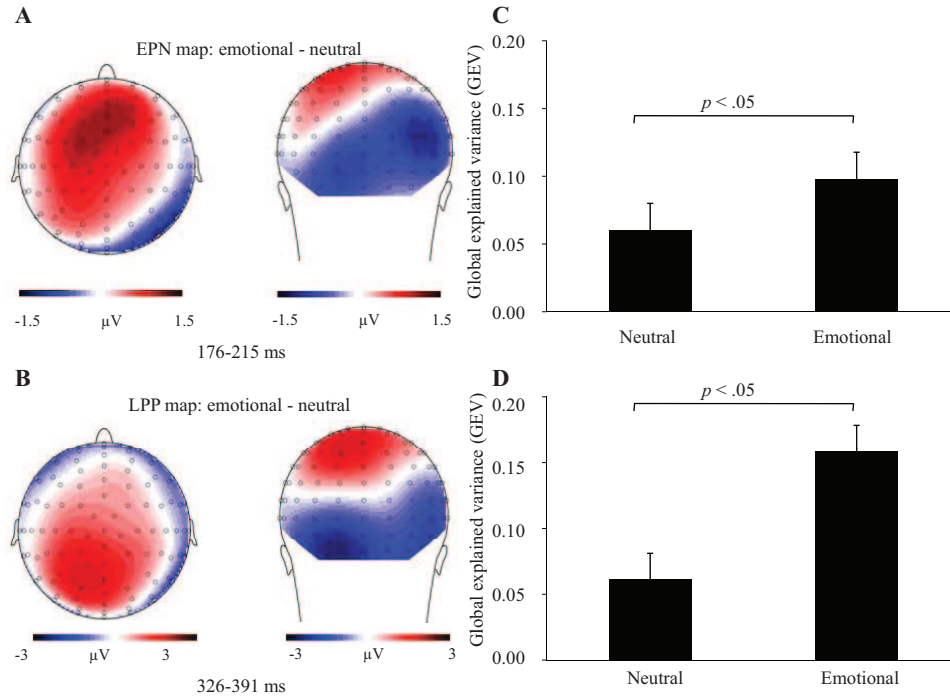 A
EPN map: emotional - neutral
-1.5 µV 1.5
-1.5 µV 1.5
176-215 ms
B
LPP map: emotional - neutral
-3 µV 3
-3 µV 3
326-391 ms
C
Global explained variance (GEV)
0.20
0.15
0.10
0.05
0.00
p < .05
Neutral Emotional
D
Global explained variance (GEV)
0.20
0.15
0.10
0.05
0.00
p < .05
Neutral Emotional